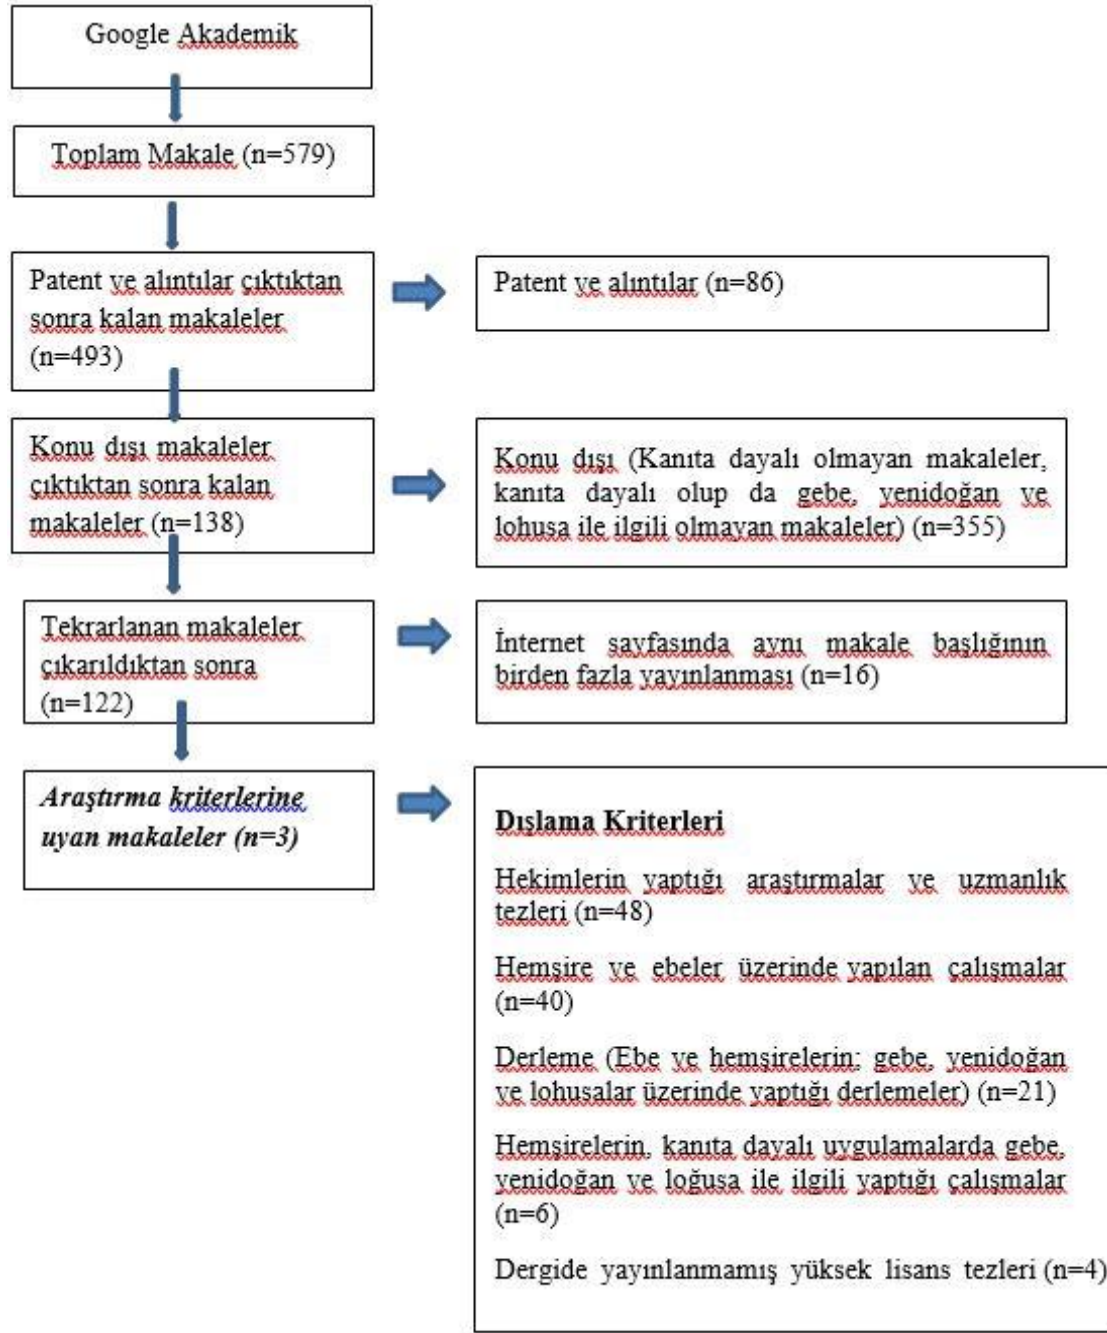 Google Akademik
Toplam Makale (n=579)
Patent ve alıntılar çıktıktan
sonra kalan makaleler
(n=493)
Patent ve alıntılar (n=86)
Konu dışı makaleler
çıktıktan sonra kalan
makaleler (n=138)
Konu dışı (Kanıta dayalı olmayan makaleler,
kanıta dayalı olup da gebe, yenidoğan ve
lohusa ile ilgili olmayan makaleler) (n=355)
Tekrarlanan makaleler
çıkarıldıktan sonra
(n=122)
İnternet sayfasında aynı makale başlığının
birden fazla yayınlanması (n=16)
Araştırma kriterlerine
uyan makaleler (n=3)
Dışlama Kriterleri
Hekimlerin yaptığı araştırmalar ve uzmanlık
tezleri (n=48)
Hemşire ve ebeler üzerinde yapılan çalışmalar
(n=40)
Derleme (Ebe ve hemşirelerin; gebe, yenidoğan
ve lohusalar üzerinde yaptığı derlemeler) (n=21)
Hemşirelerin, kanıta dayalı uygulamalarda gebe,
yenidoğan ve loğusa ile ilgili yaptığı çalışmalar
(n=6)
Dergide yayınlanmamış yüksek lisans tezleri (n=4)